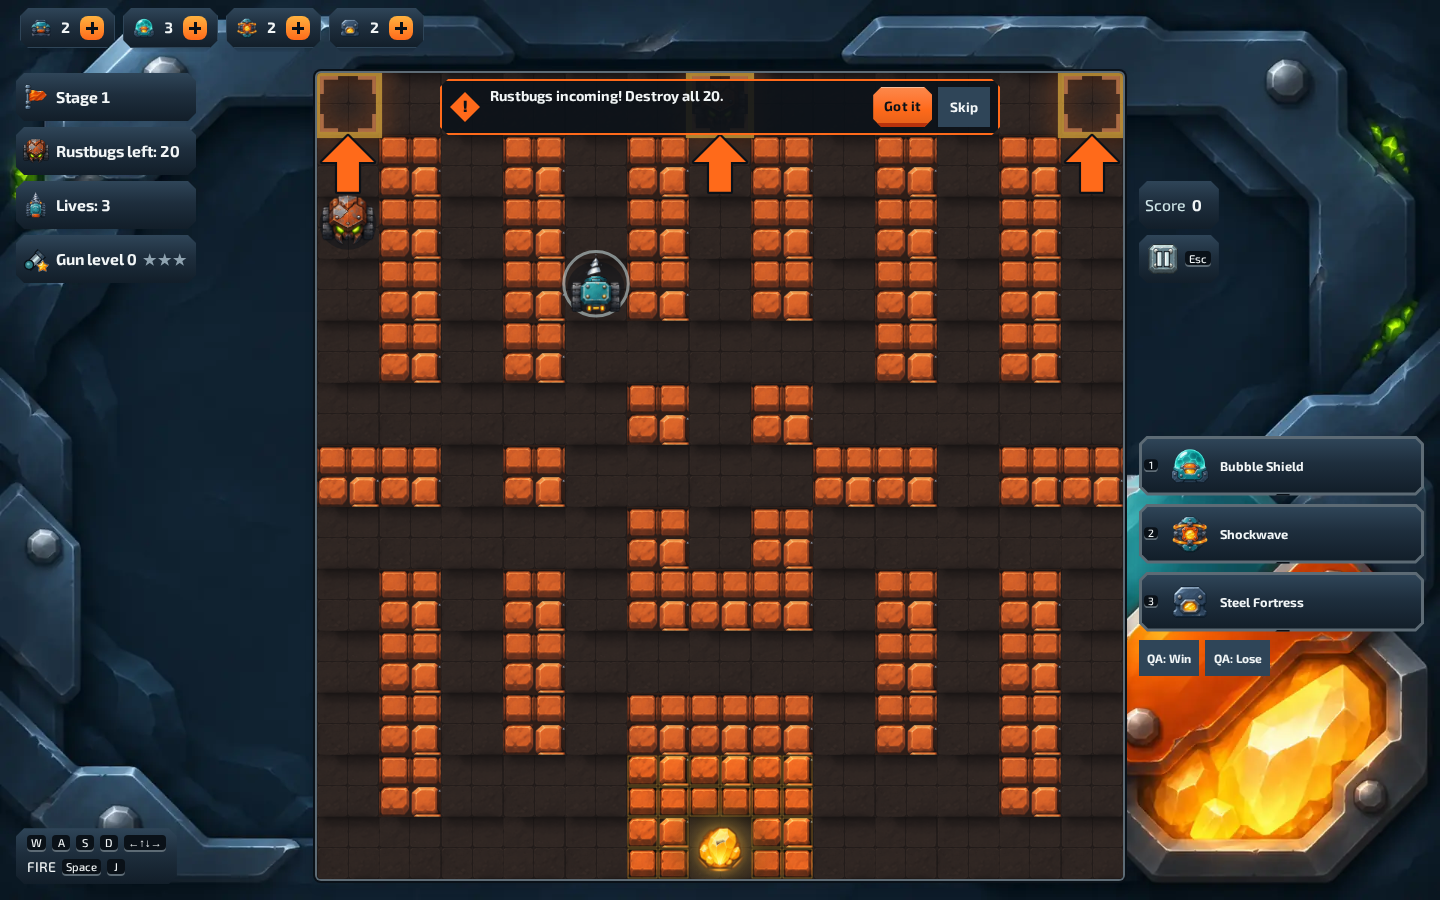 2
3
2
2
Stage 1
Rustbugs left: 20
Lives: 3
Gun level 0
! Rustbugs incoming! Destroy all 20.
Got it
Skip
Score 0
Esc
1 Bubble Shield
2 Shockwave
3 Steel Fortress
QA: Win
QA: Lose
W A S D ←↑↓→
FIRE Space J